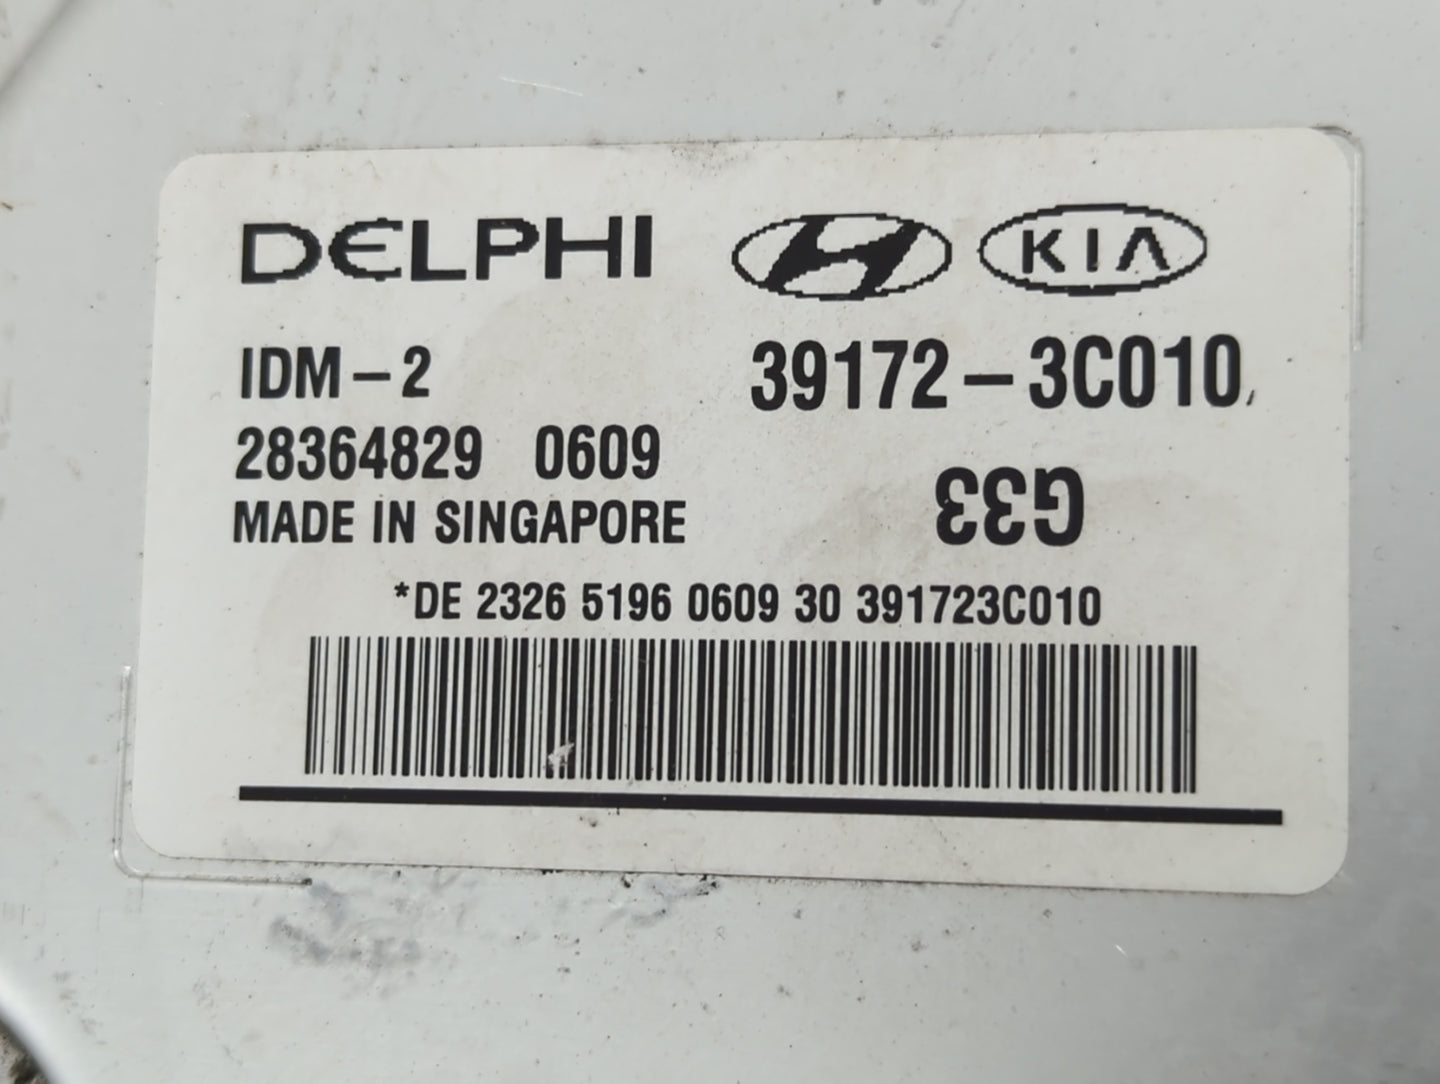 DELPHI KIA
IDM-2 39172-3C010,
28364829 0609
G33
MADE IN SINGAPORE
*DE 2326 5196 0609 30 391723C010